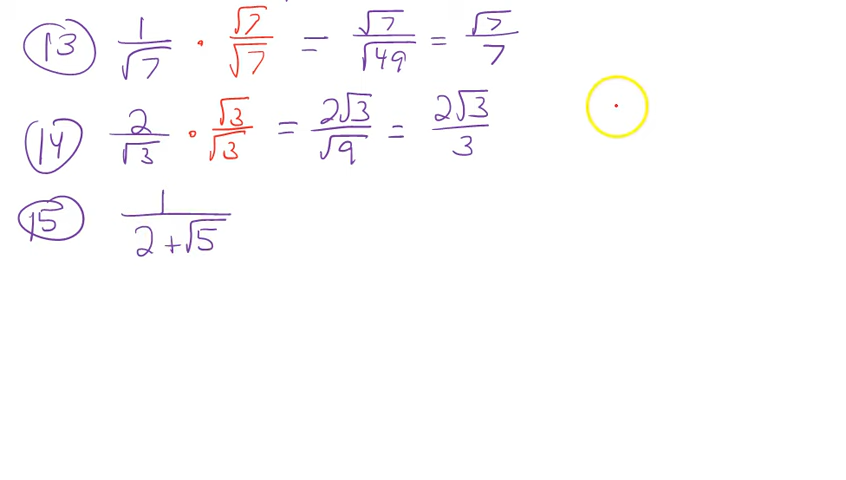 13 1/√7 · √7/√7 = √7/√49 = √7/7
14 2/√3 · √3/√3 = 2√3/√9 = 2√3/3
15 1/(2+√5)